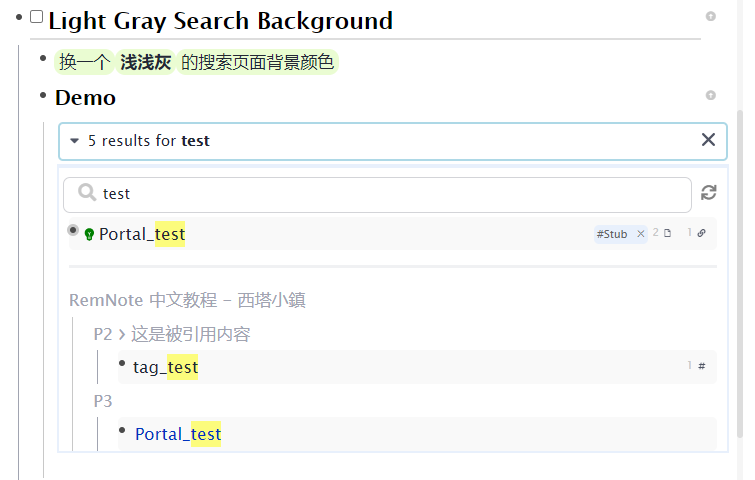 Light Gray Search Background
换一个 浅浅灰 的搜索页面背景颜色
Demo
5 results for test
test
Portal_test #Stub × 2 1
RemNote 中文教程 - 西塔小鎮
P2 > 这是被引用内容
tag_test 1 #
P3
Portal_test